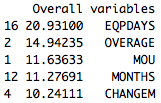 Overall variables
16 20.93100 EQPDAYS
2 14.94235 OVERAGE
1 11.63633 MOU
12 11.27691 MONTHS
4 10.24111 CHANGEM